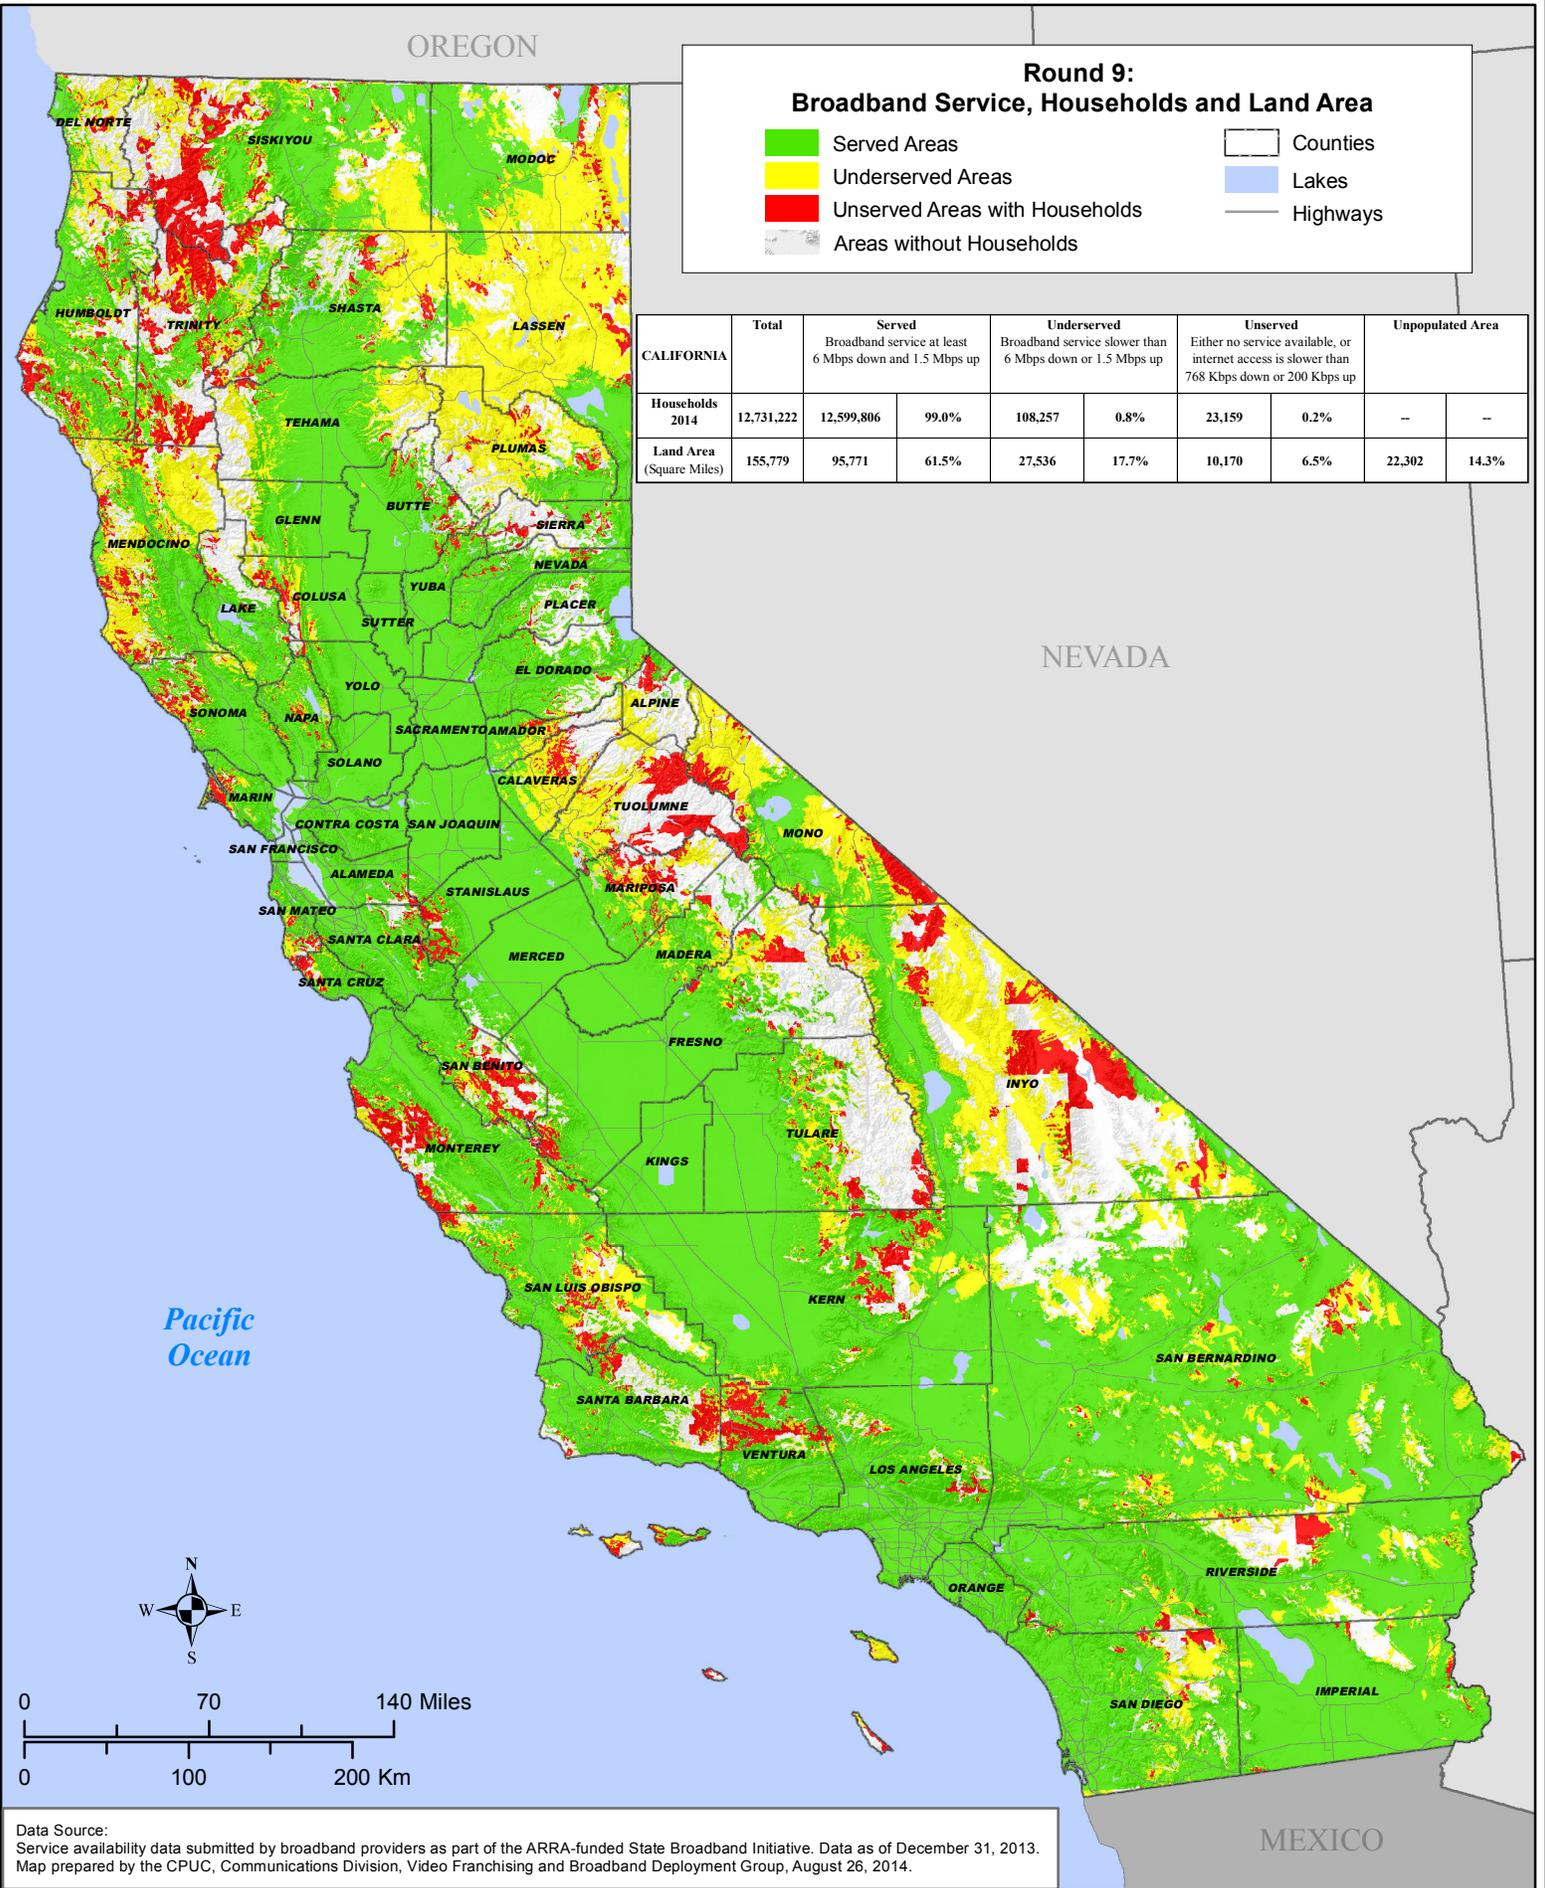 OREGON
Round 9:
Broadband Service, Households and Land Area
Served Areas
Underserved Areas
Unserved Areas with Households
Areas without Households
Counties
Lakes
Highways
CALIFORNIA
Total
Served
Broadband service at least
6 Mbps down and 1.5 Mbps up
Underserved
Broadband service slower than
6 Mbps down or 1.5 Mbps up
Unserved
Either no service available, or
internet access is slower than
768 Kbps down or 200 Kbps up
Unpopulated Area
Households
2014
12,731,222 12,599,806 99.0% 108,257 0.8% 23,159 0.2% -- --
Land Area
(Square Miles)
155,779 95,771 61.5% 27,536 17.7% 10,170 6.5% 22,302 14.3%
DEL NORTE
SISKIYOU
MODOC
HUMBOLDT
TRINITY
SHASTA
LASSEN
TEHAMA
PLUMAS
BUTTE
GLENN
SIERRA
MENDOCINO
NEVADA
YUBA
COLUSA
PLACER
LAKE
SUTTER
NEVADA
EL DORADO
YOLO
ALPINE
SONOMA
NAPA
SACRAMENTO
AMADOR
SOLANO
CALAVERAS
MARIN
TUOLUMNE
CONTRA COSTA
SAN JOAQUIN
MONO
SAN FRANCISCO
ALAMEDA
MARIPOSA
STANISLAUS
SAN MATEO
SANTA CLARA
MERCED
MADERA
SANTA CRUZ
FRESNO
SAN BENITO
INYO
TULARE
MONTEREY
KINGS
SAN LUIS OBISPO
KERN
Pacific
Ocean
SAN BERNARDINO
SANTA BARBARA
VENTURA
LOS ANGELES
RIVERSIDE
ORANGE
IMPERIAL
SAN DIEGO
N
W E
S
0 70 140 Miles
0 100 200 Km
MEXICO
Data Source:
Service availability data submitted by broadband providers as part of the ARRA-funded State Broadband Initiative. Data as of December 31, 2013.
Map prepared by the CPUC, Communications Division, Video Franchising and Broadband Deployment Group, August 26, 2014.